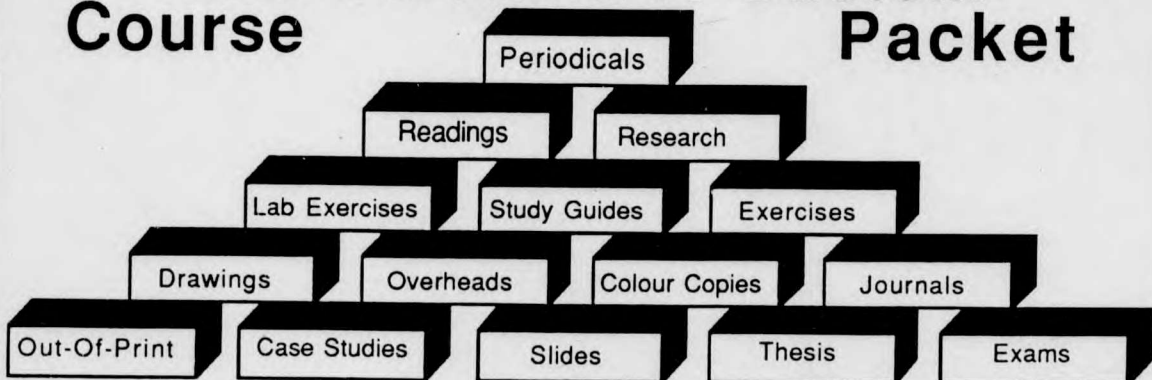 Course Packet
Periodicals
Readings Research
Lab Exercises Study Guides Exercises
Drawings Overheads Colour Copies Journals
Out-Of-Print Case Studies Slides Thesis Exams